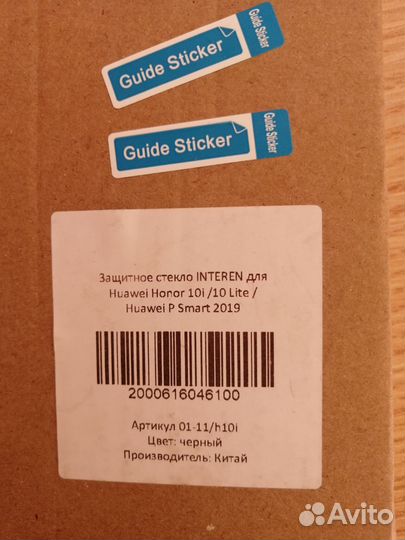 Guide Sticker
Guide Sticker
Guide Sticker
Guide Sticker
Защитное стекло INTEREN для
Huawei Honor 10i /10 Lite /
Huawei P Smart 2019
2000616046100
Артикул 01-11/h10i
Цвет: черный
Производитель: Китай
Avito